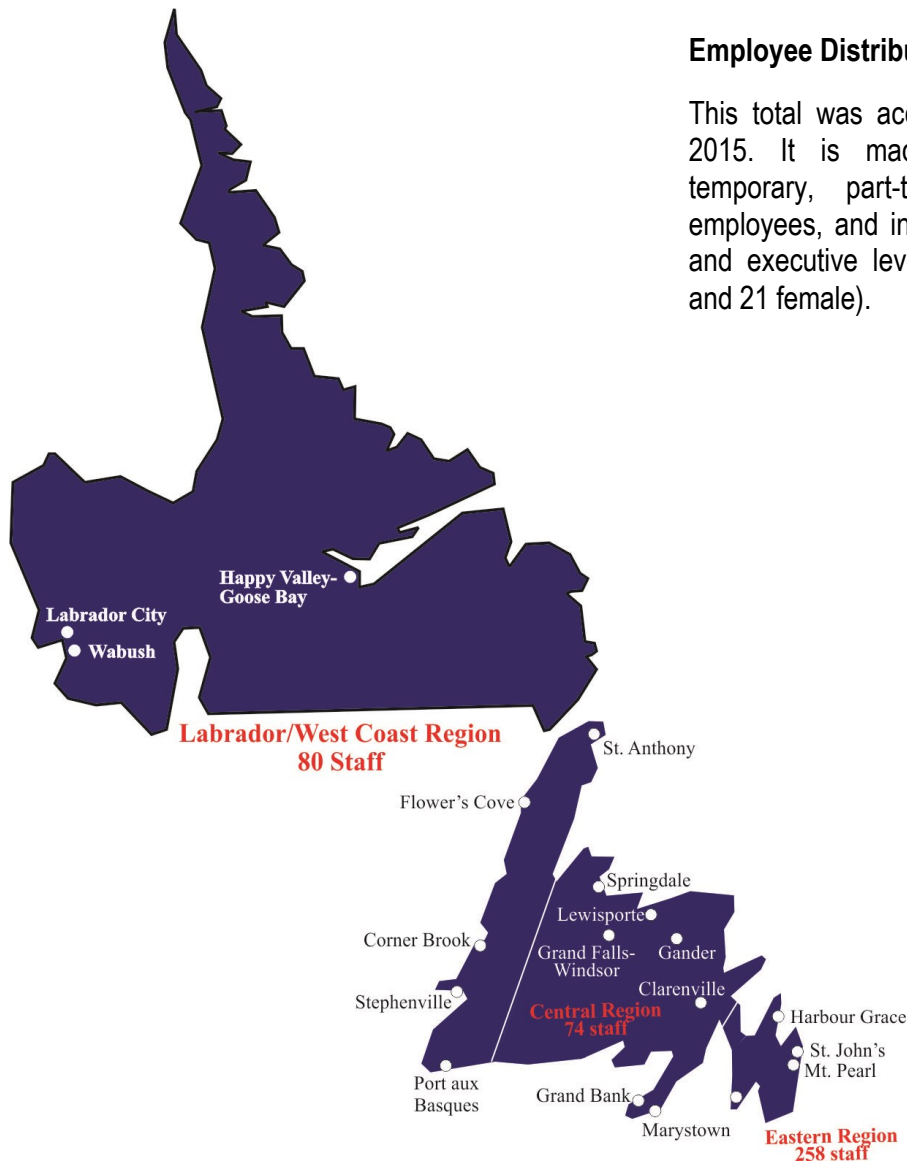 Employee Distribu
This total was acc
2015. It is mad
temporary, part-t
employees, and in
and executive lev
and 21 female).
Happy Valley-
Goose Bay
Labrador City
Wabush
Labrador/West Coast Region
80 Staff
St. Anthony
Flower's Cove
Springdale
Lewisporte
Corner Brook
Grand Falls-
Windsor
Gander
Stephenville
Clarenville
Central Region
74 staff
Harbour Grace
St. John's
Mt. Pearl
Port aux
Basques
Grand Bank
Marystown
Eastern Region
258 staff